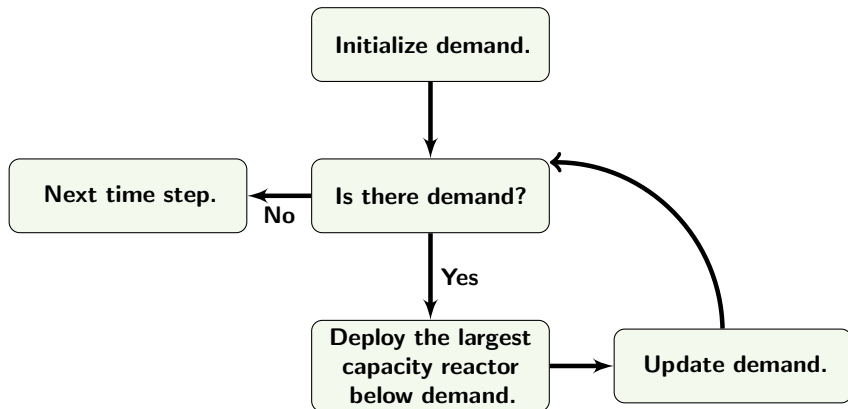 Initialize demand.
Next time step.
Is there demand?
No
Yes
Deploy the largest
capacity reactor
below demand.
Update demand.